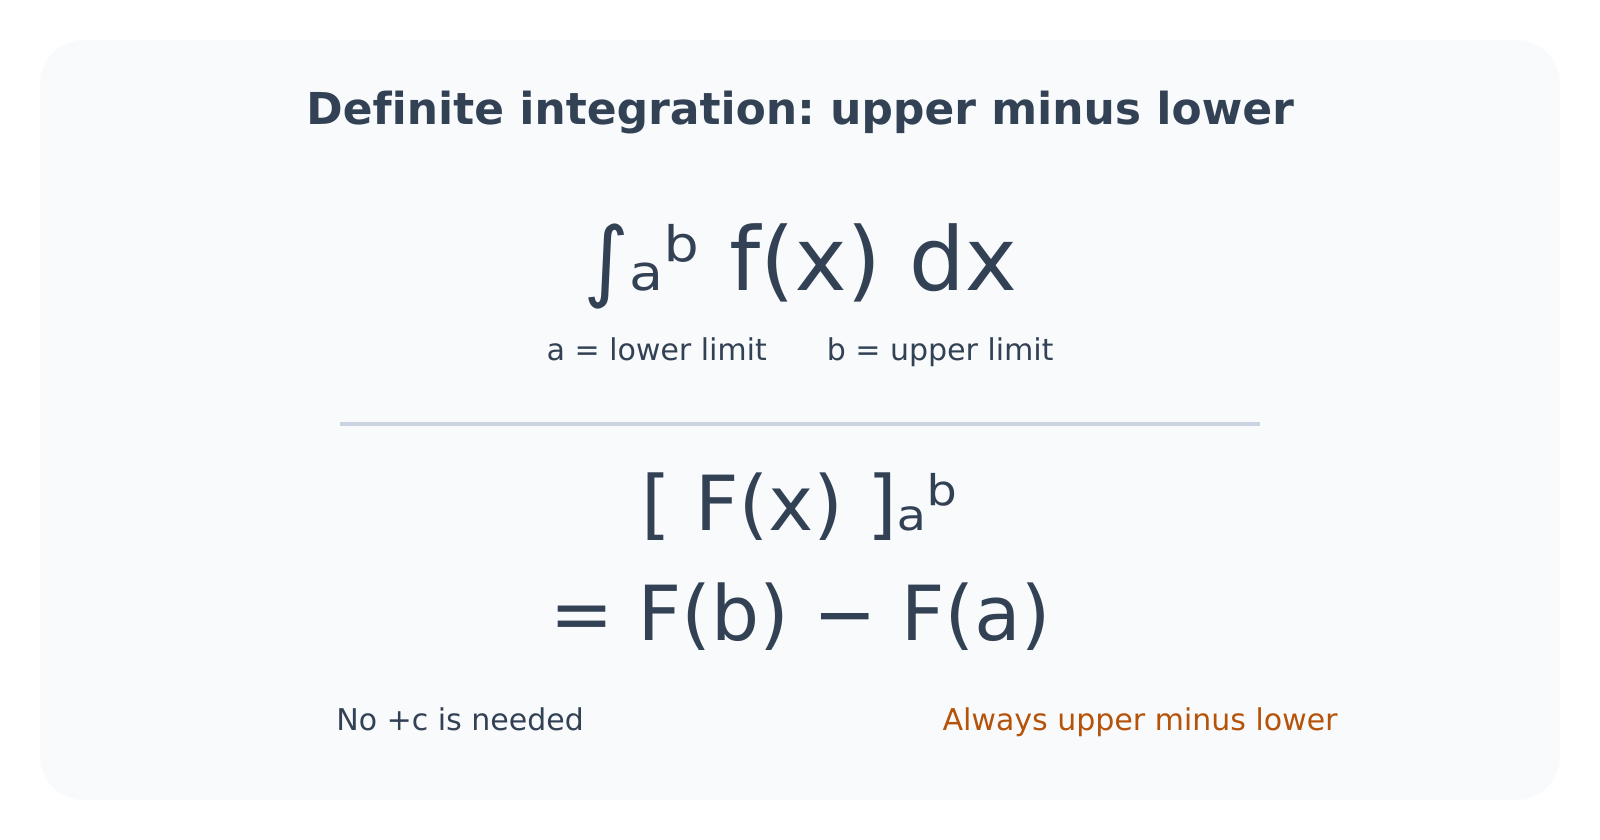 Definite integration: upper minus lower
∫ₐᵇ f(x) dx
a = lower limit b = upper limit
[ F(x) ]ₐᵇ
= F(b) − F(a)
No +c is needed
Always upper minus lower